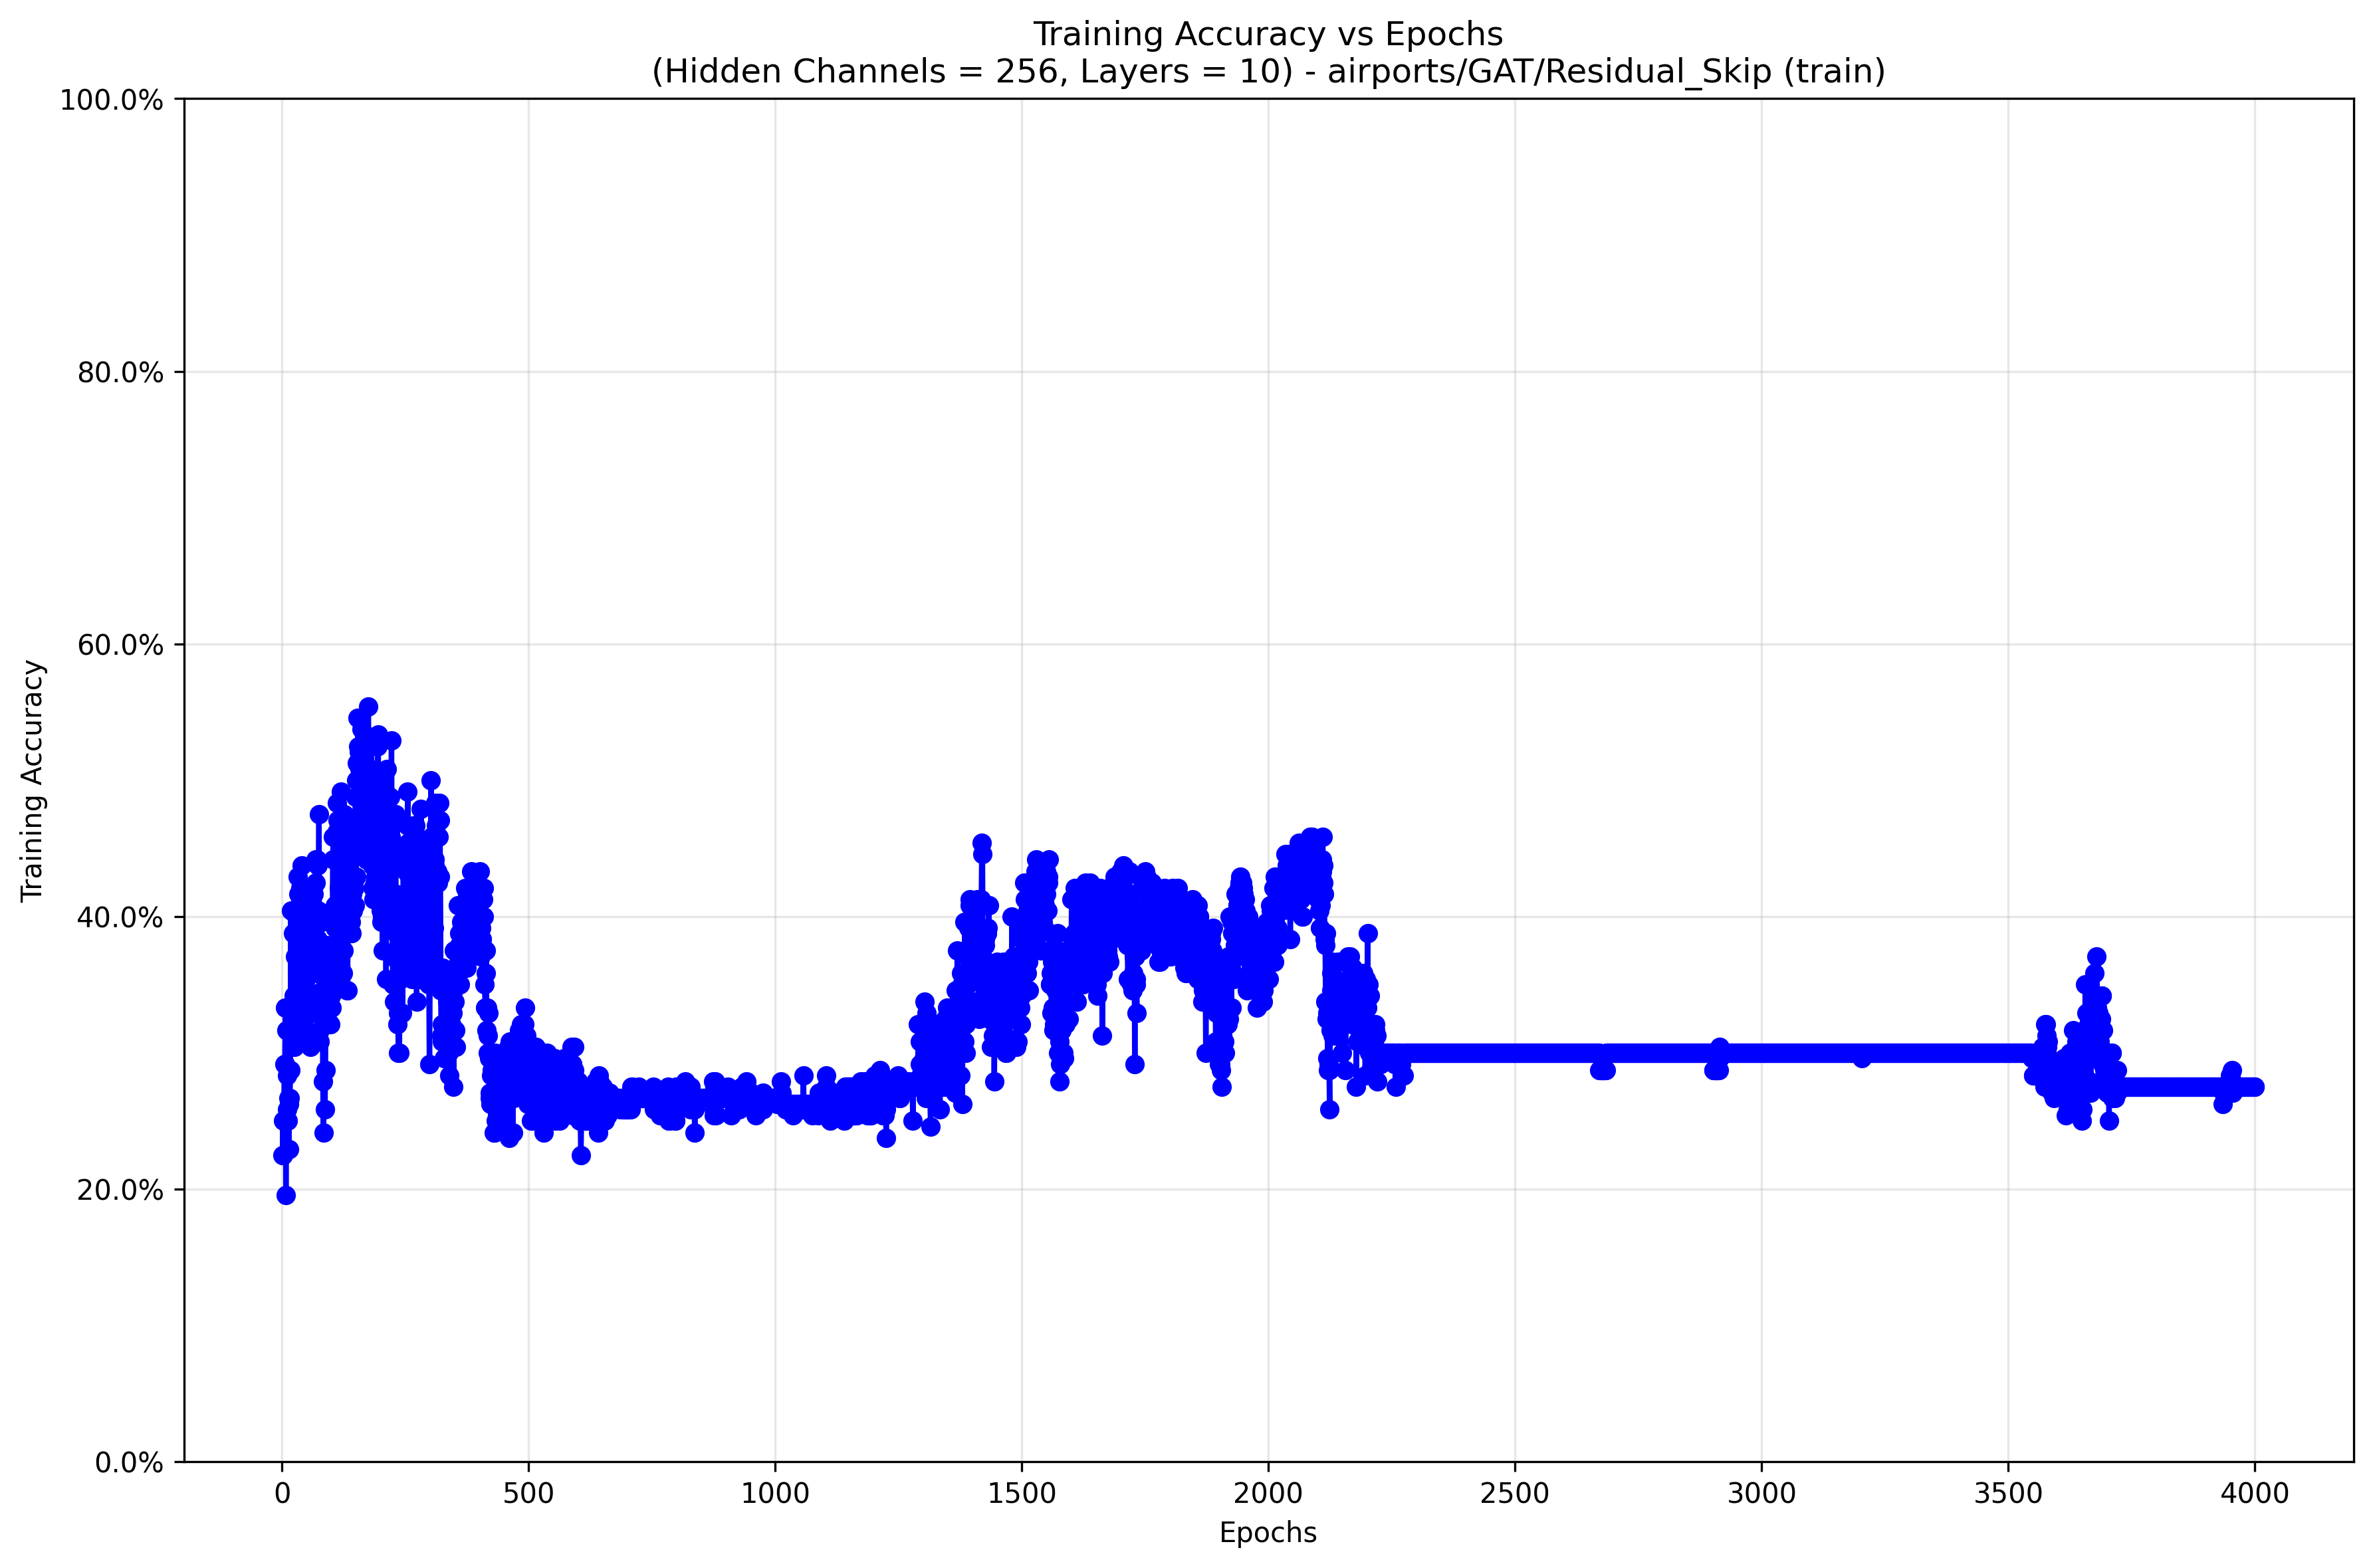 Training Accuracy vs Epochs
(Hidden Channels = 256, Layers = 10) - airports/GAT/Residual_Skip (train)
100.0%
80.0%
60.0%
40.0%
20.0%
0.0%
Training Accuracy
0 500 1000 1500 2000 2500 3000 3500 4000
Epochs